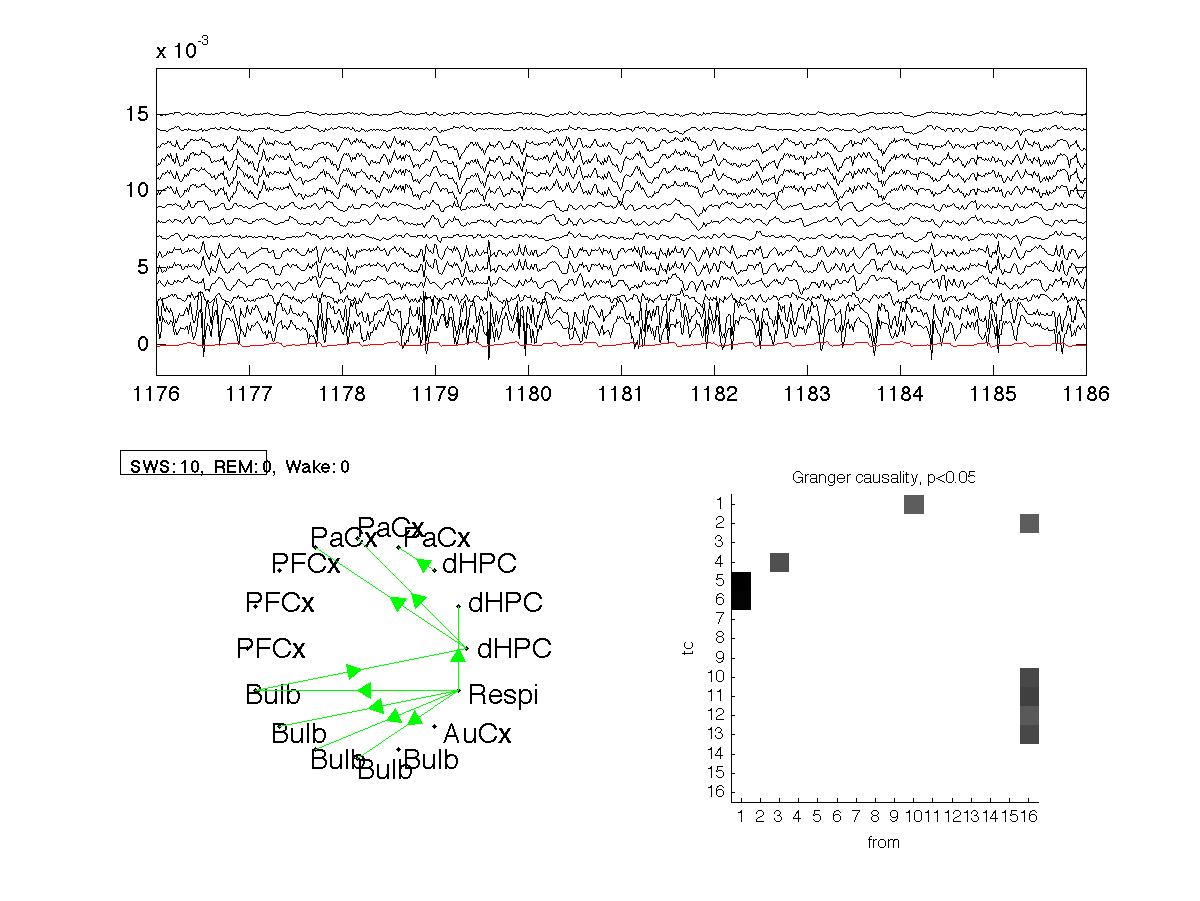 x 10-3
15
10
5
0
1176 1177 1178 1179 1180 1181 1182 1183 1184 1185 1186
SWS:10, REM:0, Wake:0
Granger causality, p<0.05
PaCx
PaCx PaCx
PFCx dHPC
PFCx dHPC
PFCx dHPC
Bulb Respi
Bulb AuCx
Bulb Bulb
Bulb
1
2
3
4
5
6
7
8
9
10
11
12
13
14
15
16
tc
1 2 3 4 5 6 7 8 9 10 11 12 13 14 15 16
from